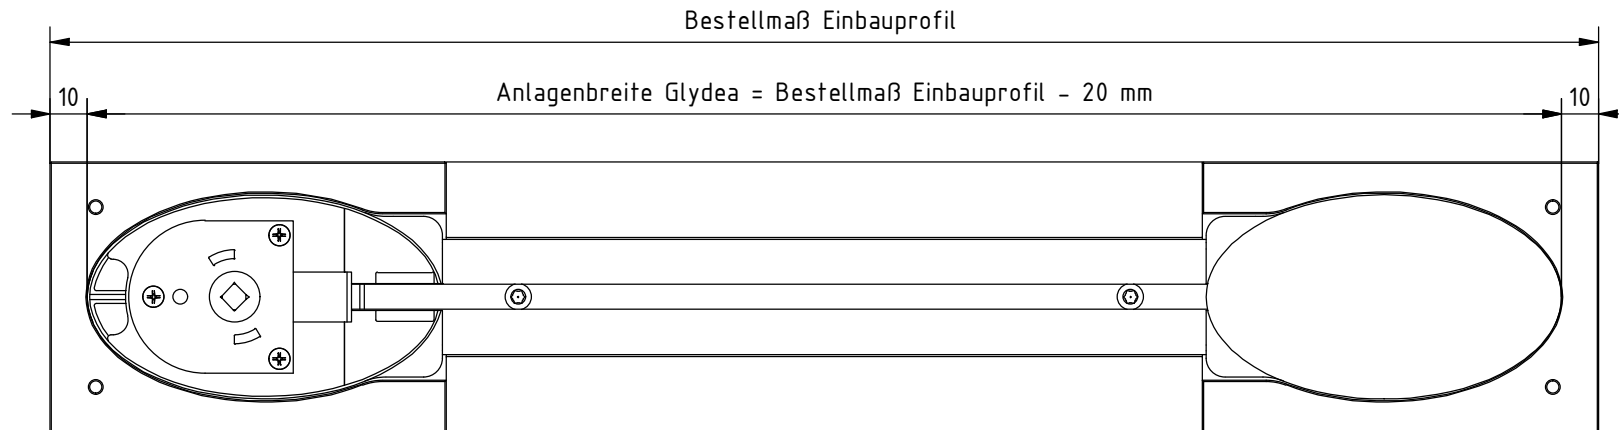 Bestellmaß Einbauprofil
10 Anlagenbreite Glydea = Bestellmaß Einbauprofil - 20 mm 10